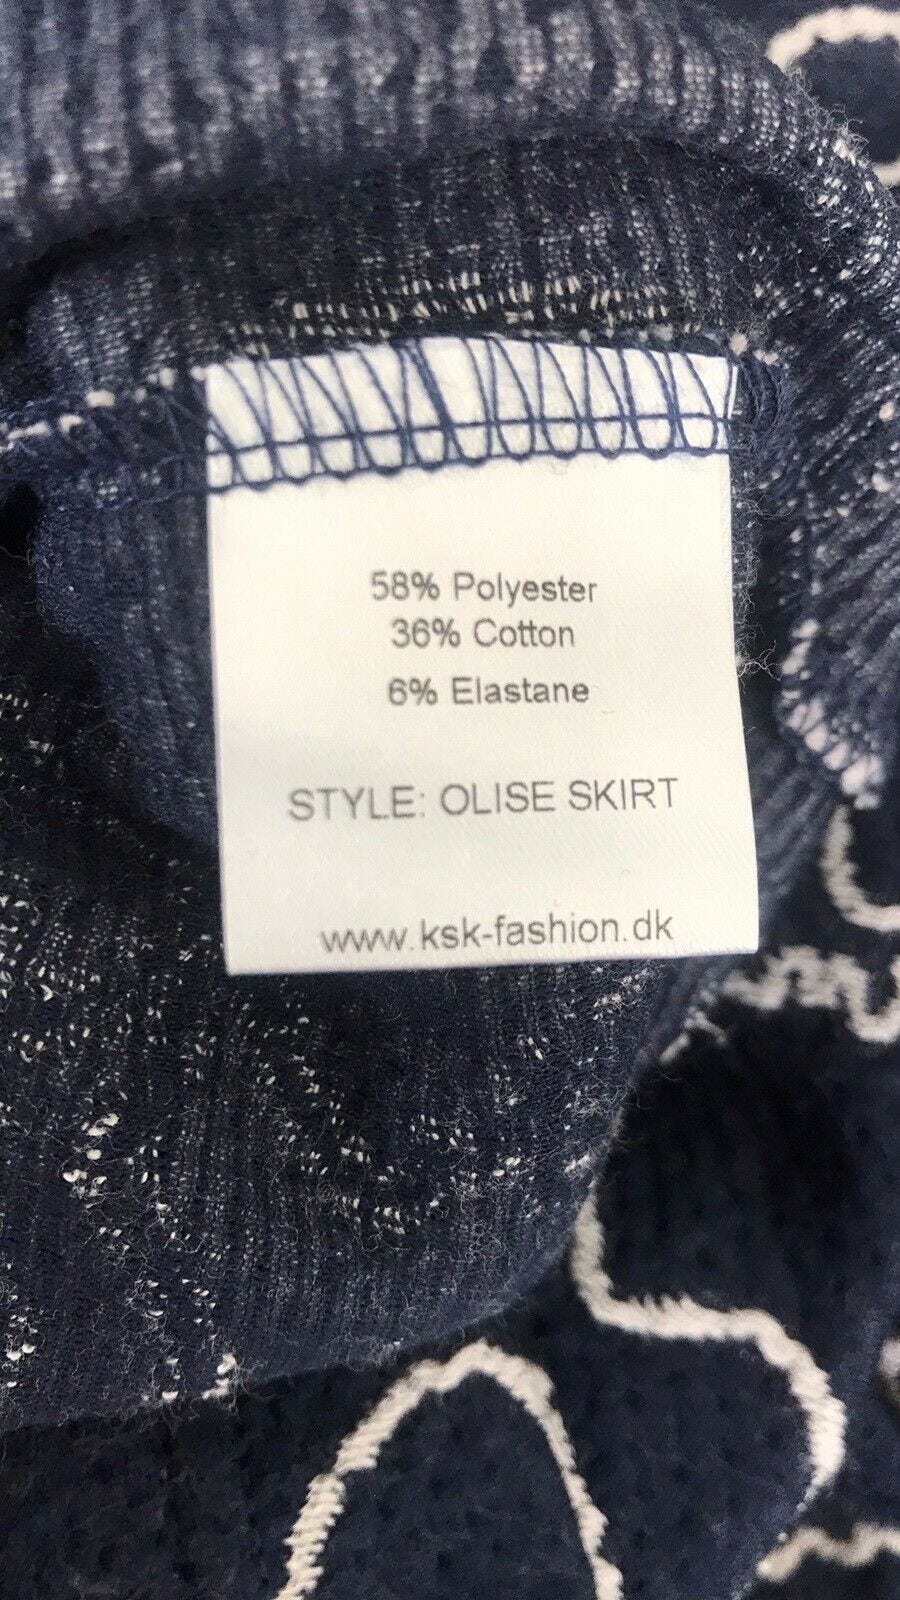 58% Polyester
36% Cotton
6% Elastane
STYLE: OLISE SKIRT
www.ksk-fashion.dk